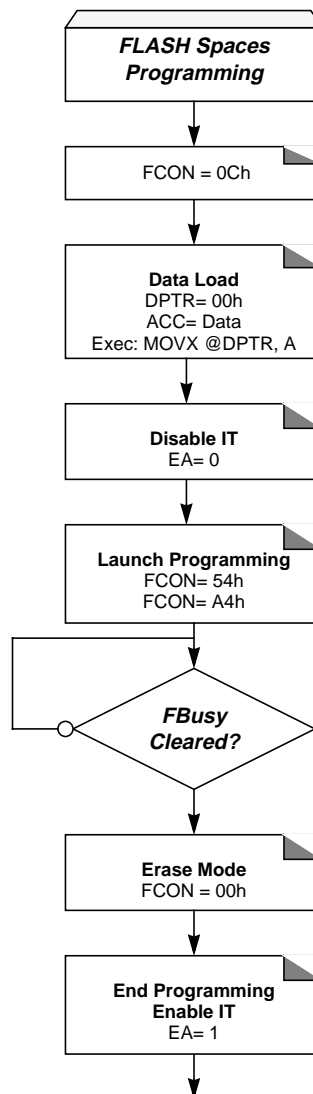 FLASH Spaces
Programming
FCON = 0Ch
Data Load
DPTR= 00h
ACC= Data
Exec: MOVX @DPTR, A
Disable IT
EA= 0
Launch Programming
FCON= 54h
FCON= A4h
FBusy
Cleared?
Erase Mode
FCON = 00h
End Programming
Enable IT
EA= 1